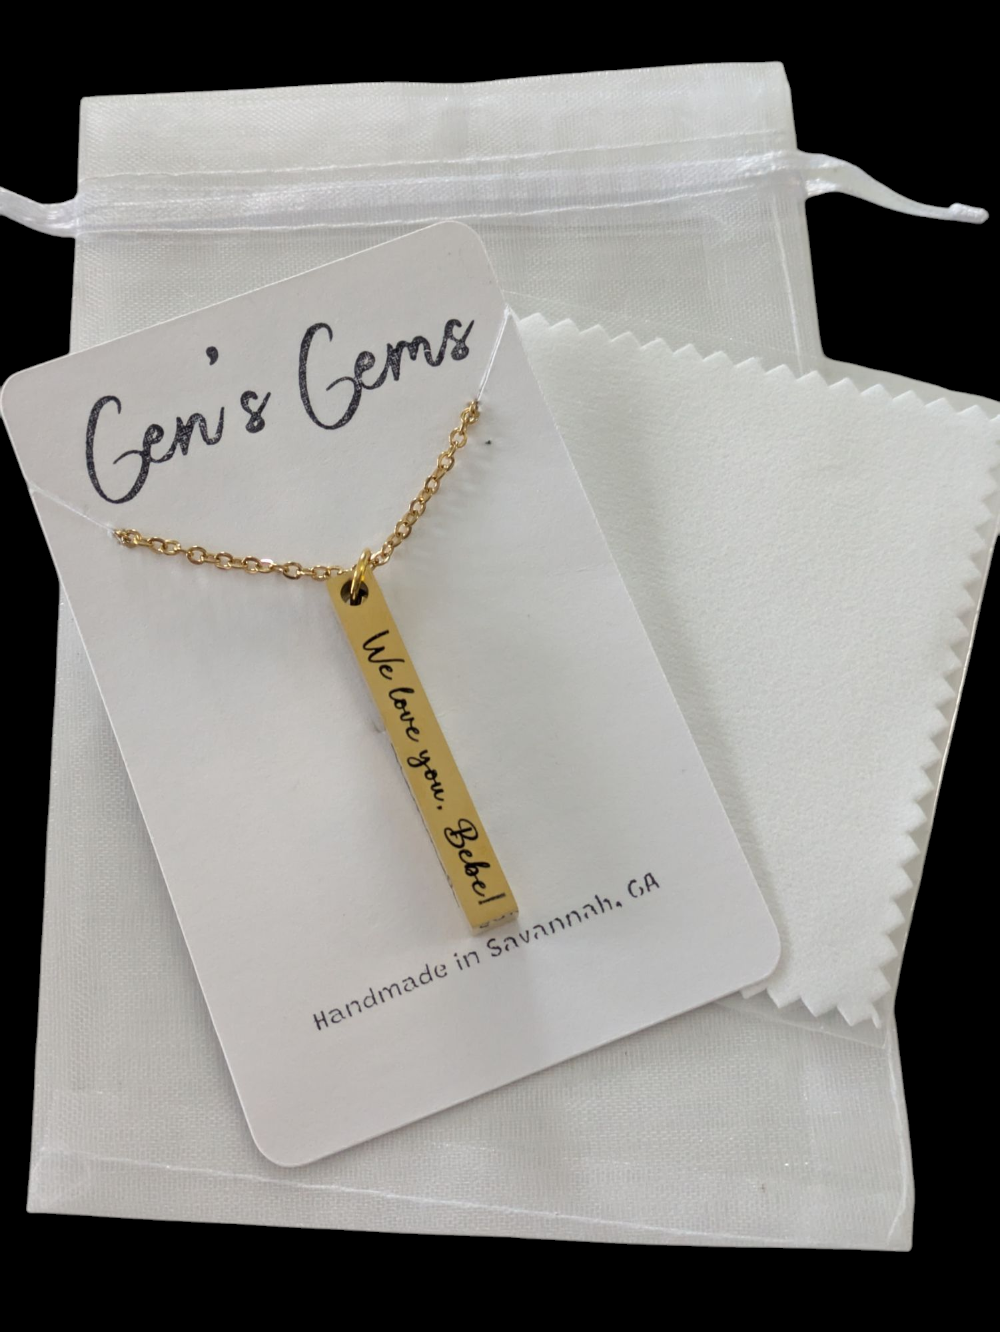 Gen's Gems
We love you, Bebe!
Handmade in Savannah, GA